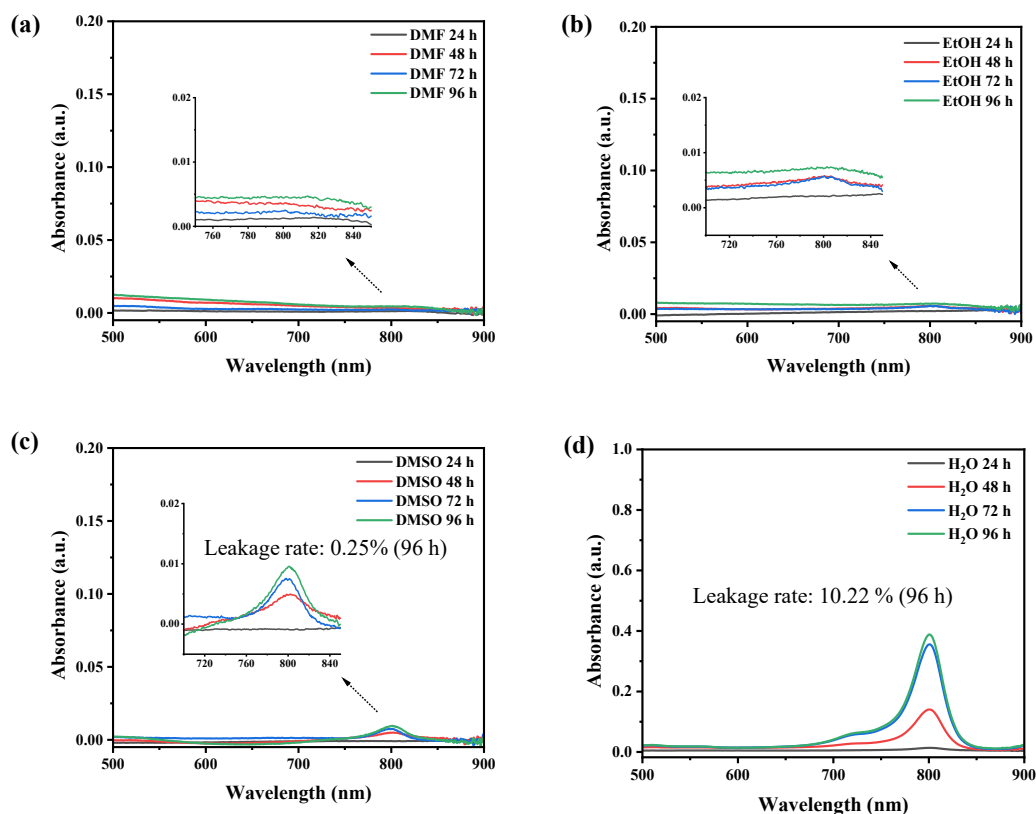 (a)
DMF 24 h
DMF 48 h
DMF 72 h
DMF 96 h
0.20
0.15
0.10
0.05
0.00
Absorbance (a.u.)
0.02
0.01
0.00
760 780 800 820 840
500 600 700 800 900
Wavelength (nm)
(b)
EtOH 24 h
EtOH 48 h
EtOH 72 h
EtOH 96 h
0.20
0.15
0.10
0.05
0.00
Absorbance (a.u.)
0.02
0.01
0.00
720 760 800 840
500 600 700 800 900
Wavelength (nm)
(c)
DMSO 24 h
DMSO 48 h
DMSO 72 h
DMSO 96 h
0.20
0.15
0.10
0.05
0.00
Absorbance (a.u.)
0.02
0.01
0.00
Leakage rate: 0.25% (96 h)
720 760 800 840
500 600 700 800 900
Wavelength (nm)
(d)
H₂O 24 h
H₂O 48 h
H₂O 72 h
H₂O 96 h
1.0
0.8
0.6
0.4
0.2
0.0
Absorbance (a.u.)
Leakage rate: 10.22 % (96 h)
500 600 700 800 900
Wavelength (nm)